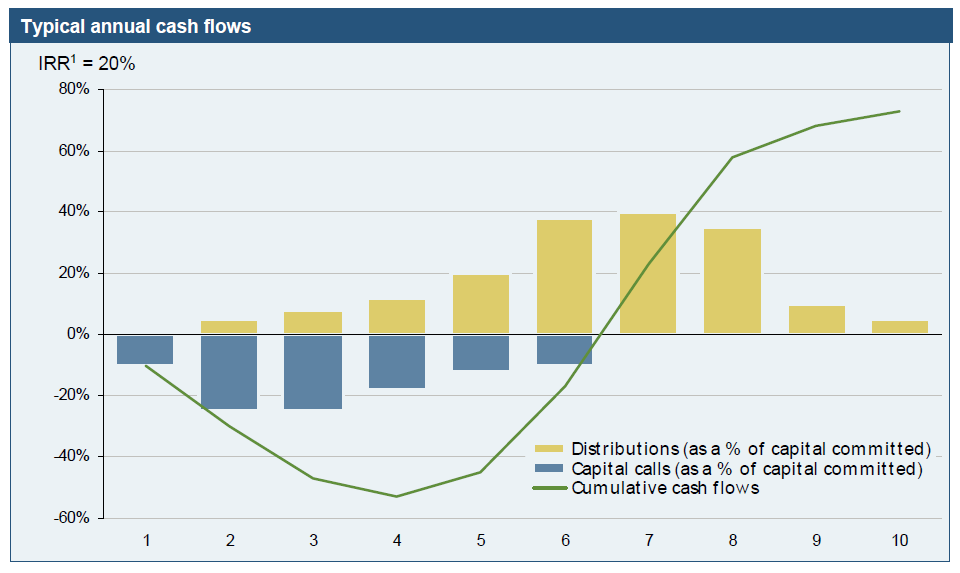 Typical annual cash flows
IRR¹ = 20%
80%
60%
40%
20%
0%
-20%
-40%
-60%
Distributions (as a % of capital committed)
Capital calls (as a % of capital committed)
Cumulative cash flows
1 2 3 4 5 6 7 8 9 10